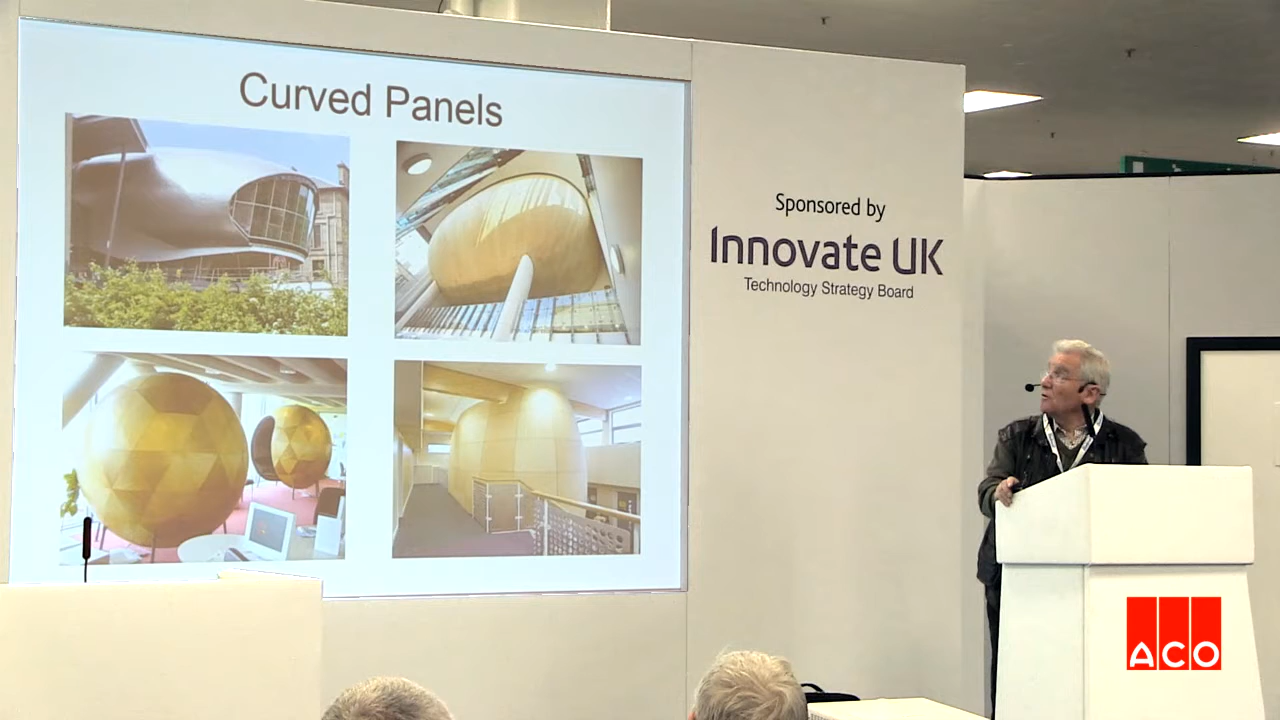 Curved Panels
Sponsored by
Innovate UK
Technology Strategy Board
ACO